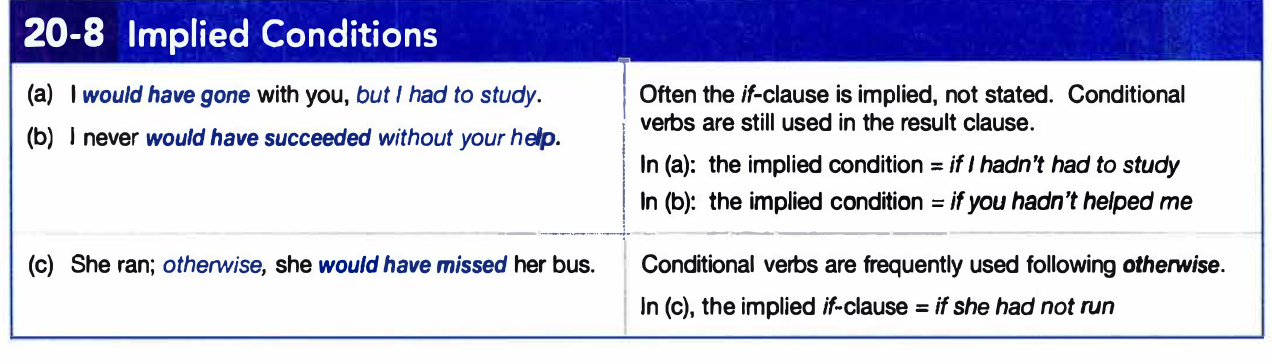 20-8 Implied Conditions
(a) I would have gone with you, but I had to study.
(b) I never would have succeeded without your help.
Often the if-clause is implied, not stated. Conditional
verbs are still used in the result clause.
In (a): the implied condition = if I hadn't had to study
In (b): the implied condition = if you hadn't helped me
(c) She ran; otherwise, she would have missed her bus.
Conditional verbs are frequently used following otherwise.
In (c), the implied if-clause = if she had not run